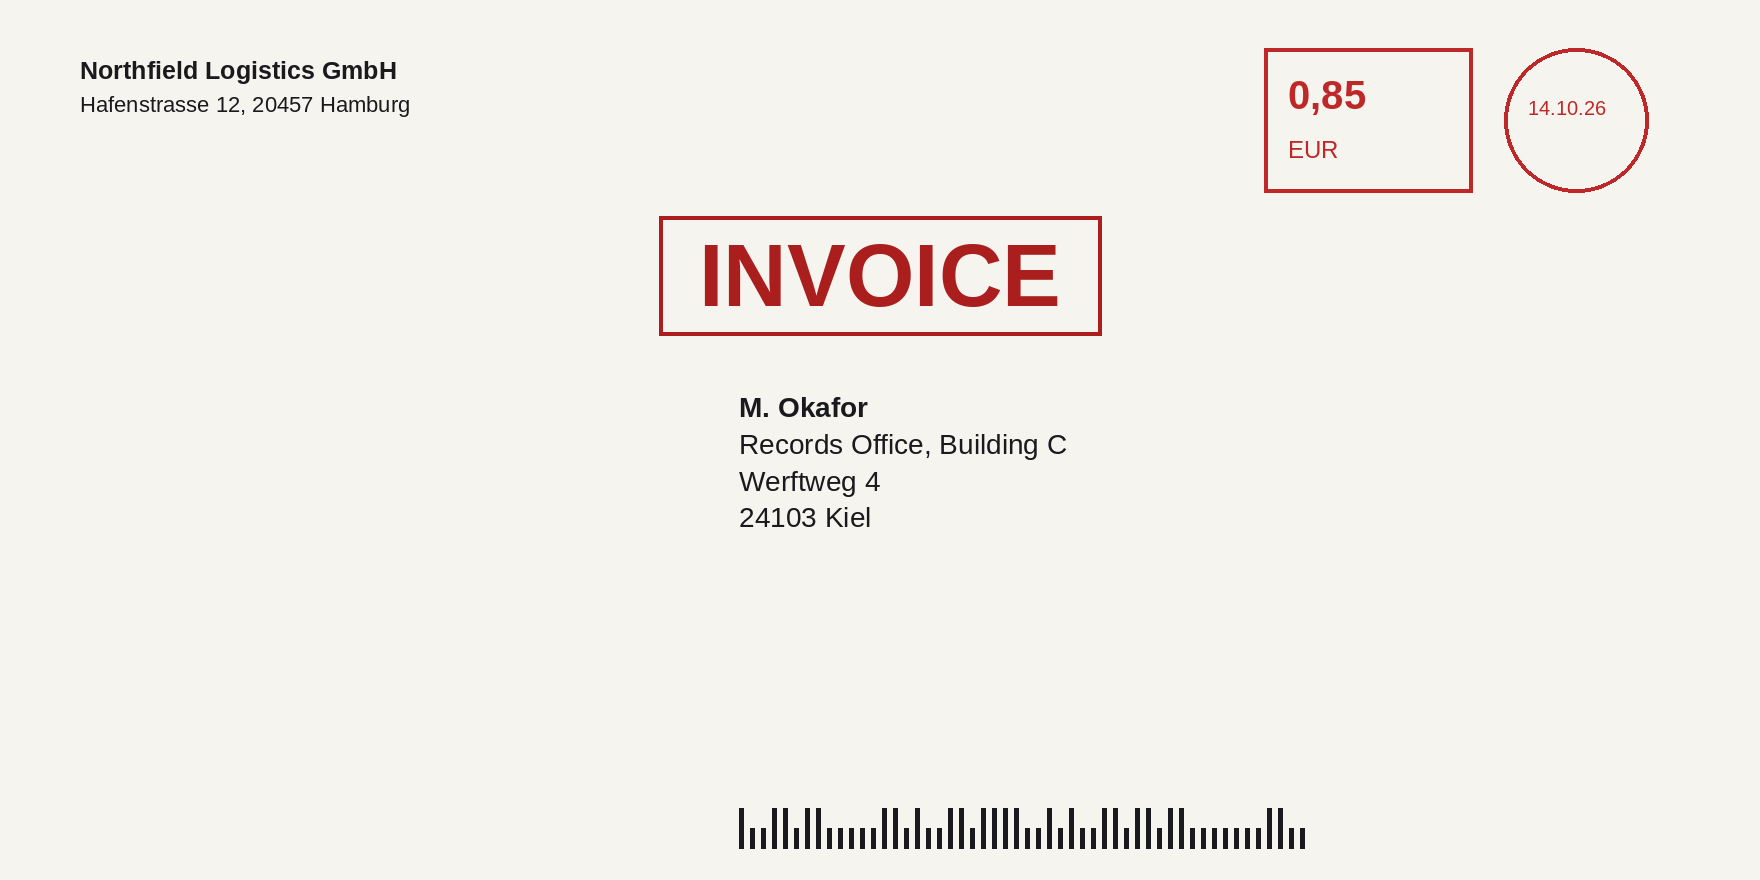 Northfield Logistics GmbH
Hafenstrasse 12, 20457 Hamburg
0,85
EUR
14.10.26
INVOICE
M. Okafor
Records Office, Building C
Werftweg 4
24103 Kiel